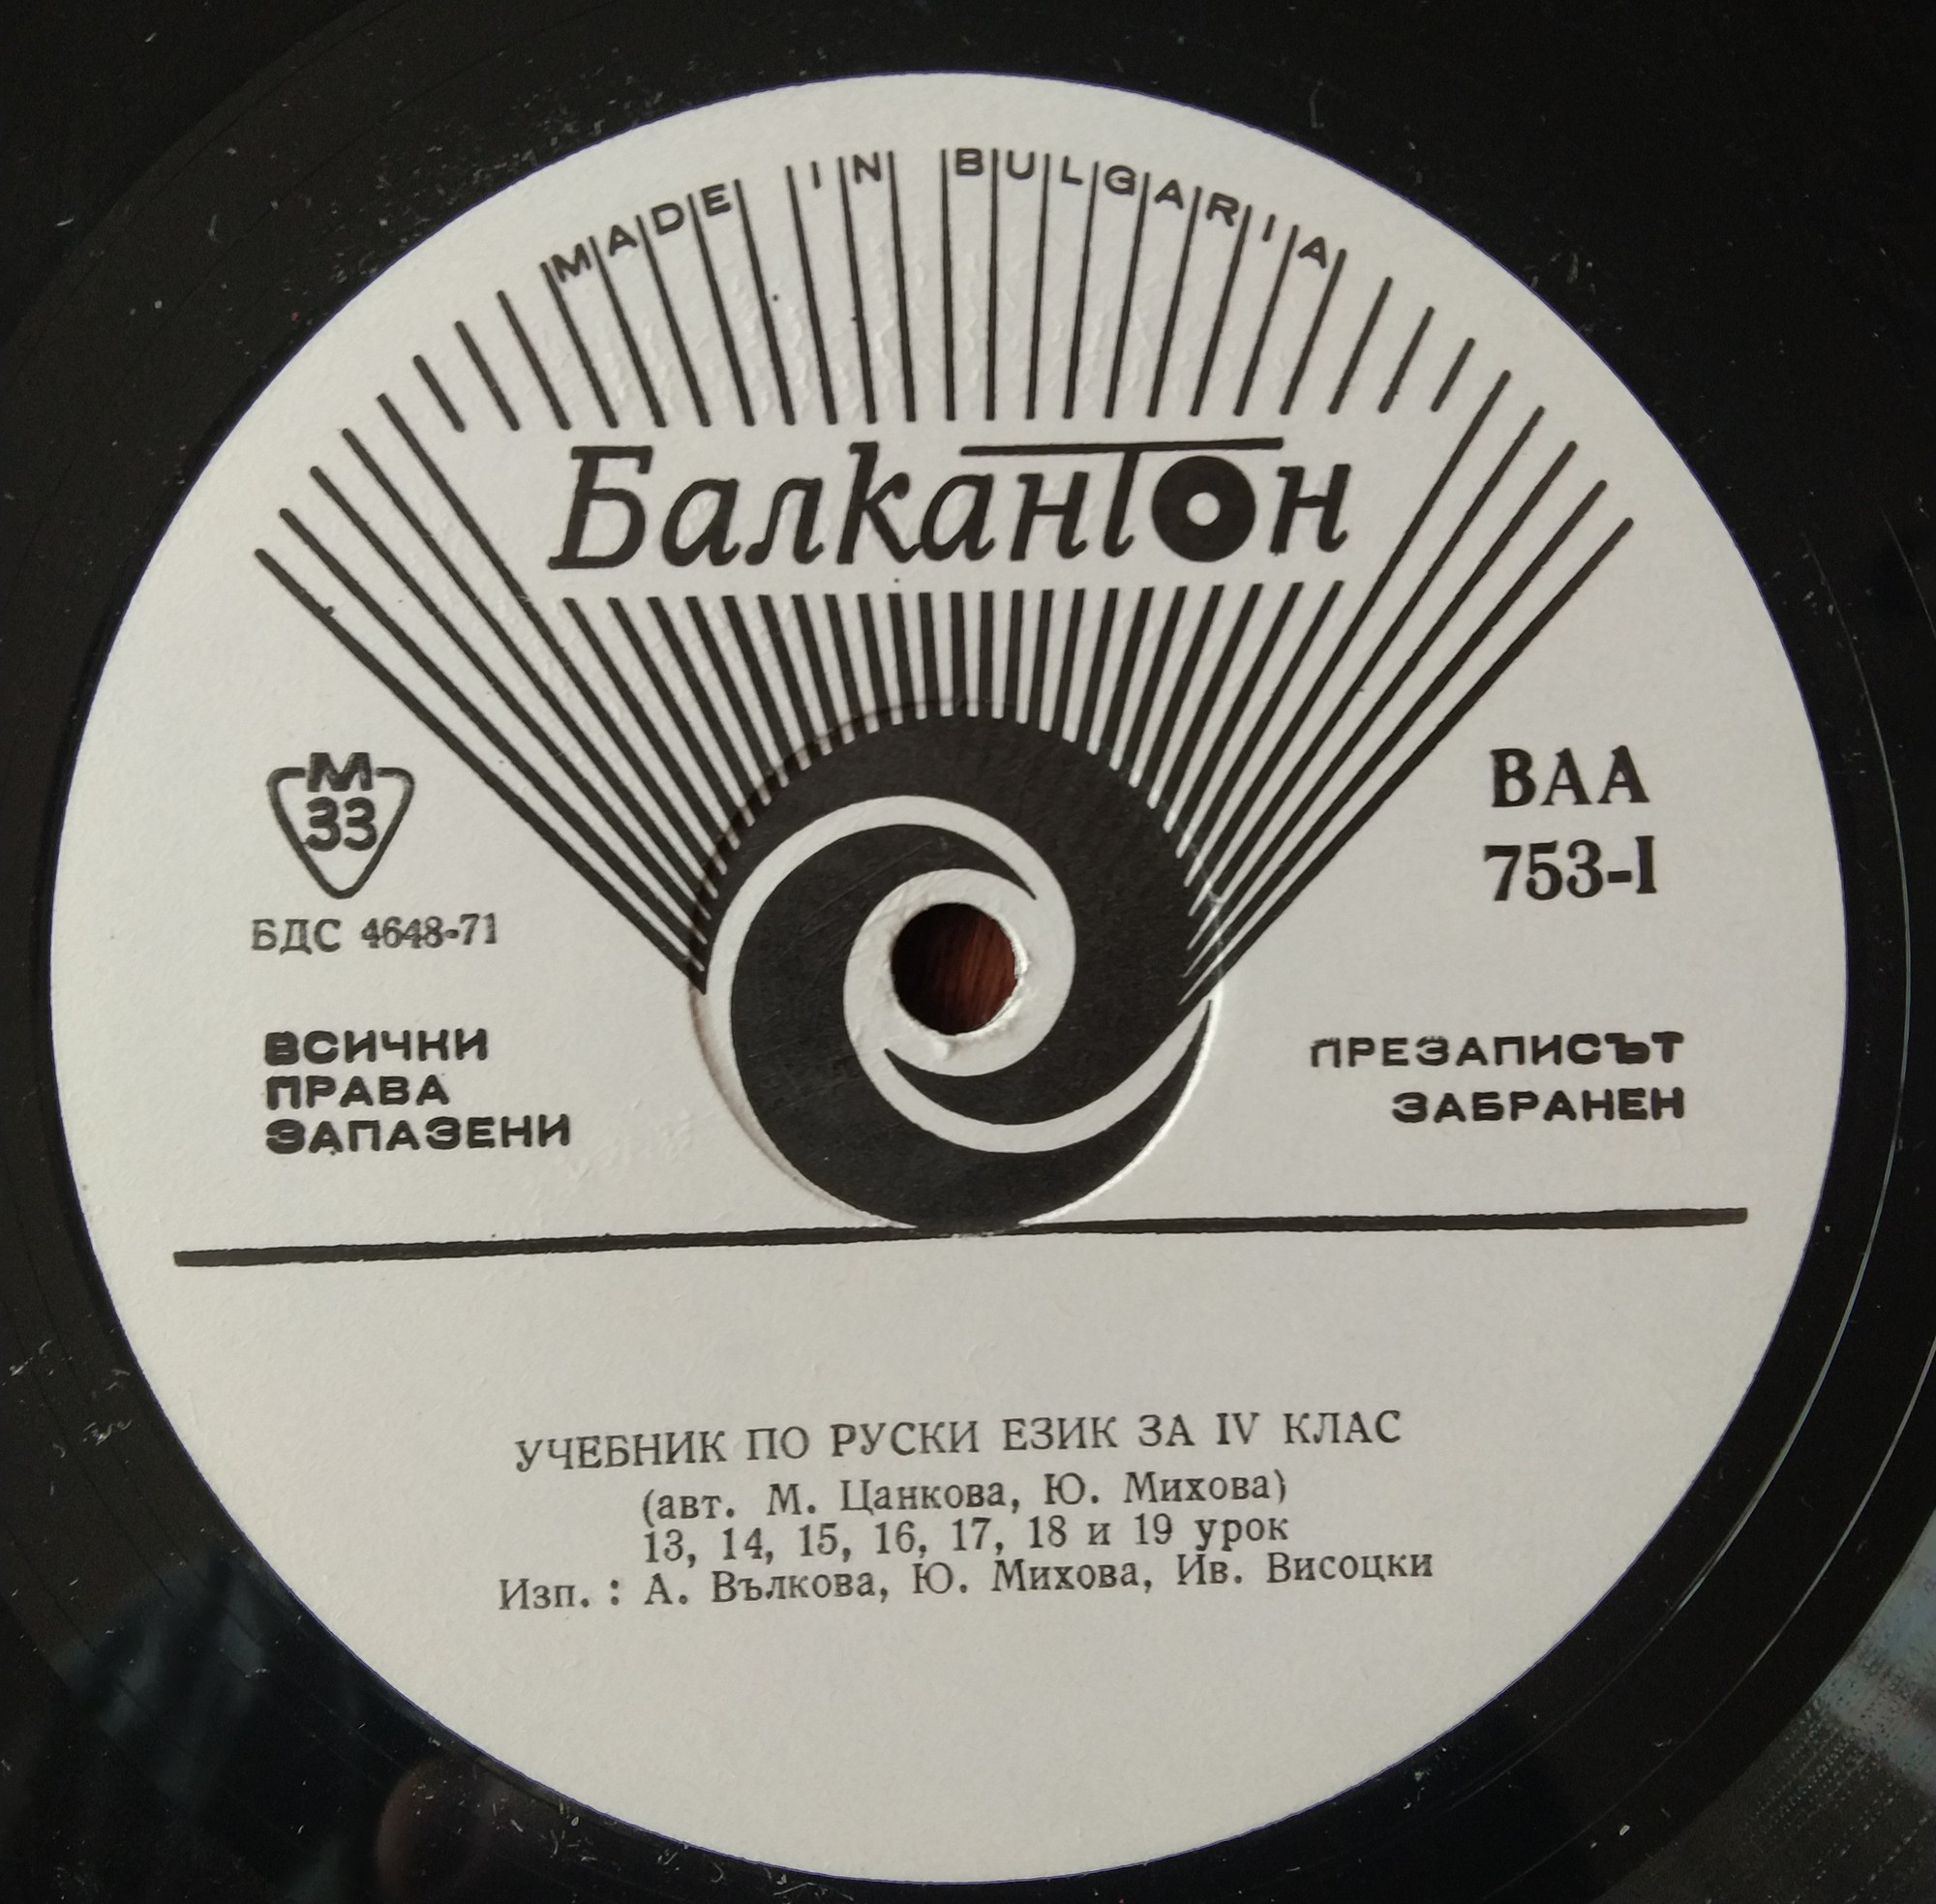 MADE IN BULGARIA
Балкантон
М
33
БДС 4648-71
ВАА
753-I
ВСИЧКИ
ПРАВА
ЗАПАЗЕНИ
ПРЕЗАПИСЪТ
ЗАБРАНЕН
УЧЕБНИК ПО РУСКИ ЕЗИК ЗА IV КЛАС
(авт. М. Цанкова, Ю. Михова)
13, 14, 15, 16, 17, 18 и 19 урок
Изп. : А. Вълкова, Ю. Михова, Ив. Висоцки